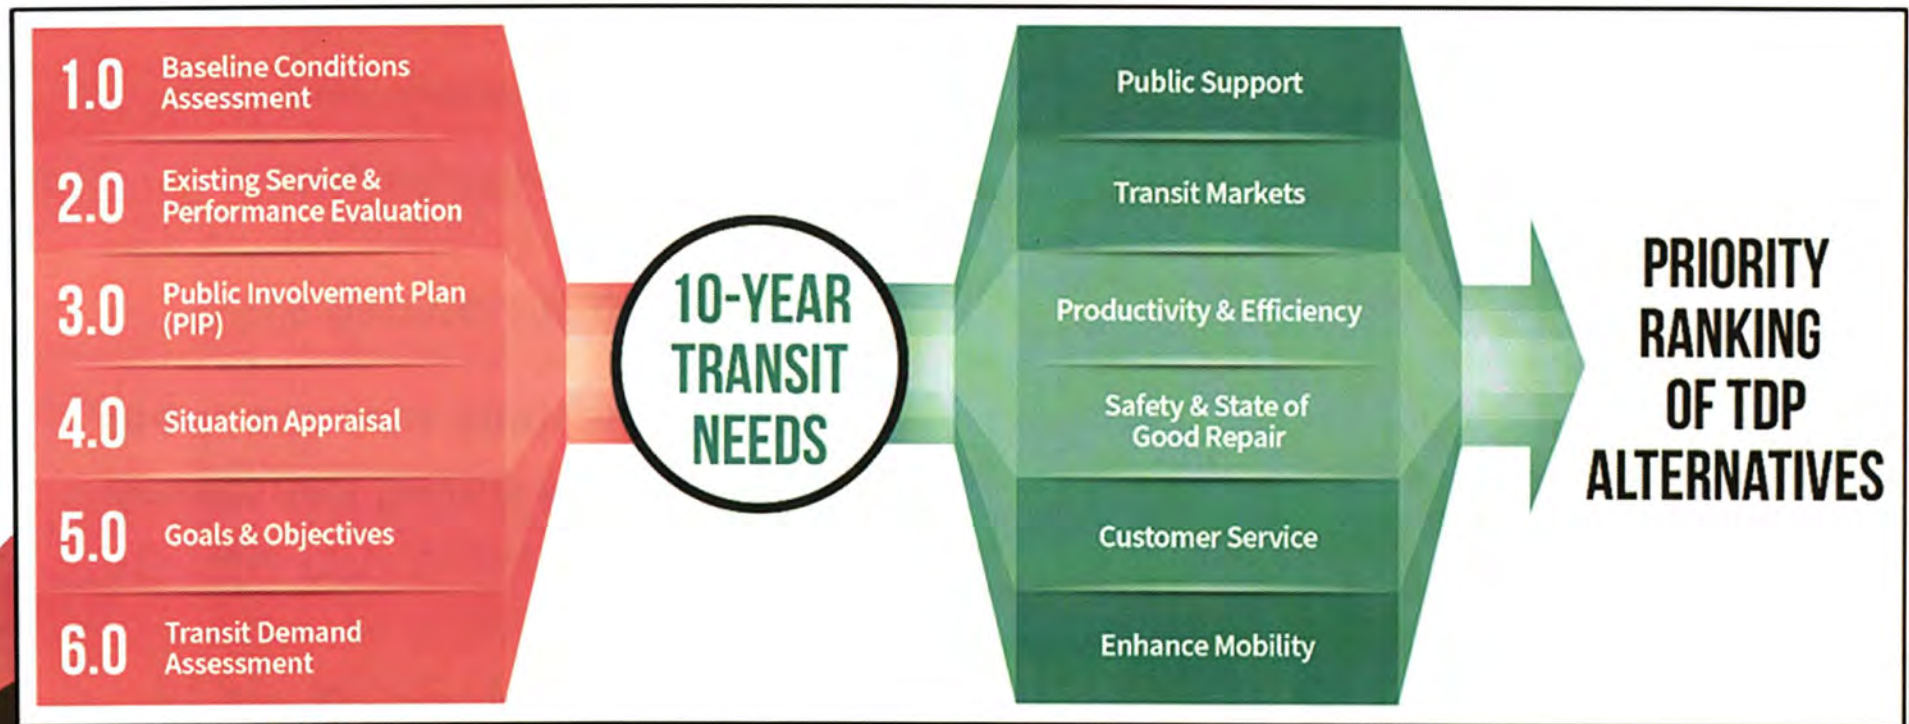 1.0
Baseline Conditions
Assessment
2.0
Existing Service &
Performance Evaluation
3.0
Public Involvement Plan
(PIP)
4.0
Situation Appraisal
5.0
Goals & Objectives
6.0
Transit Demand
Assessment
10-YEAR
TRANSIT
NEEDS
Public Support
Transit Markets
Productivity & Efficiency
Safety & State of
Good Repair
Customer Service
Enhance Mobility
PRIORITY
RANKING
OF TDP
ALTERNATIVES